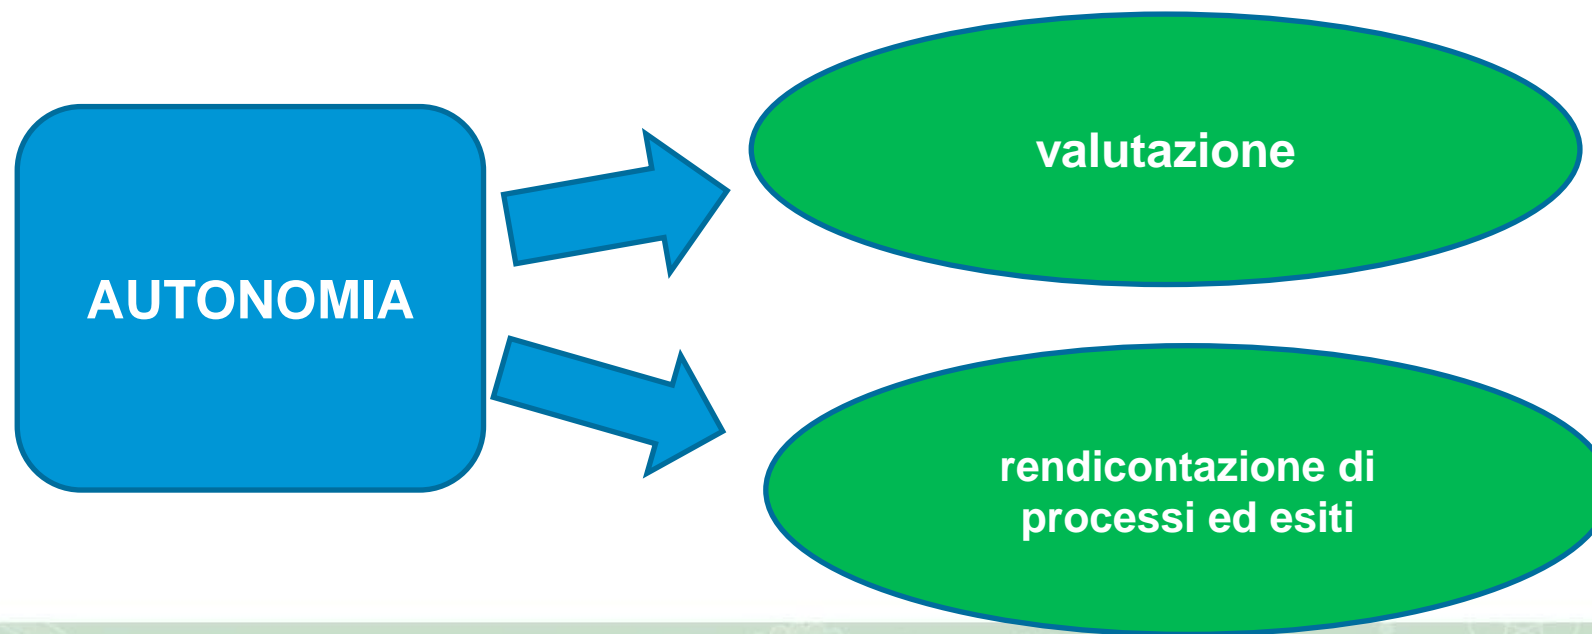 AUTONOMIA
valutazione
rendicontazione di
processi ed esiti